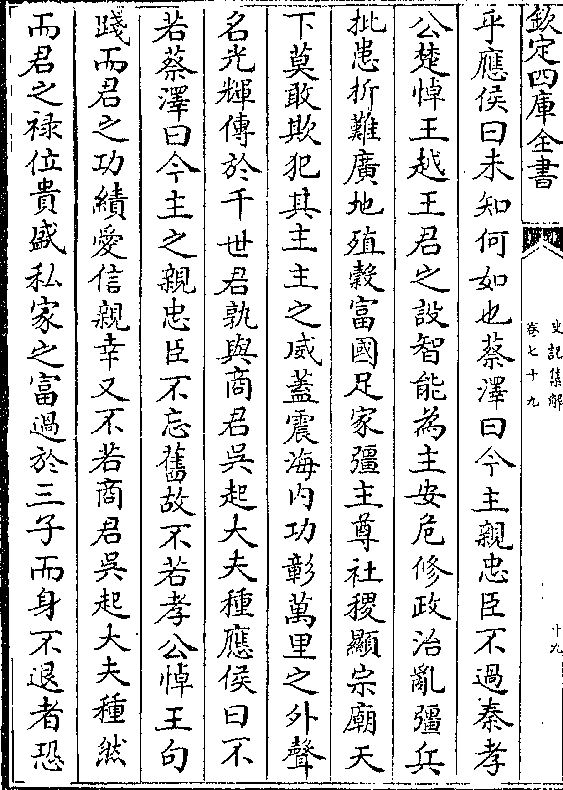 欽定四庫全書
史記集解
卷七十九
十九
乎應侯曰未知何如也蔡澤曰今主親忠臣不過秦孝
公楚悼王越王君之設智能為主安危修政治亂彊兵
批患折難廣地殖穀富國足家彊主尊社稷顯宗廟天
下莫敢欺犯其主主之威蓋震海内功彰萬里之外聲
名光輝傳於千世君孰與商君吳起大夫種應侯曰不
若蔡澤曰今主之親忠臣不忘舊故不若孝公悼王句
踐而君之功績愛信親幸又不若商君吳起大夫種然
而君之禄位貴盛私家之富過於三子而身不退者恐